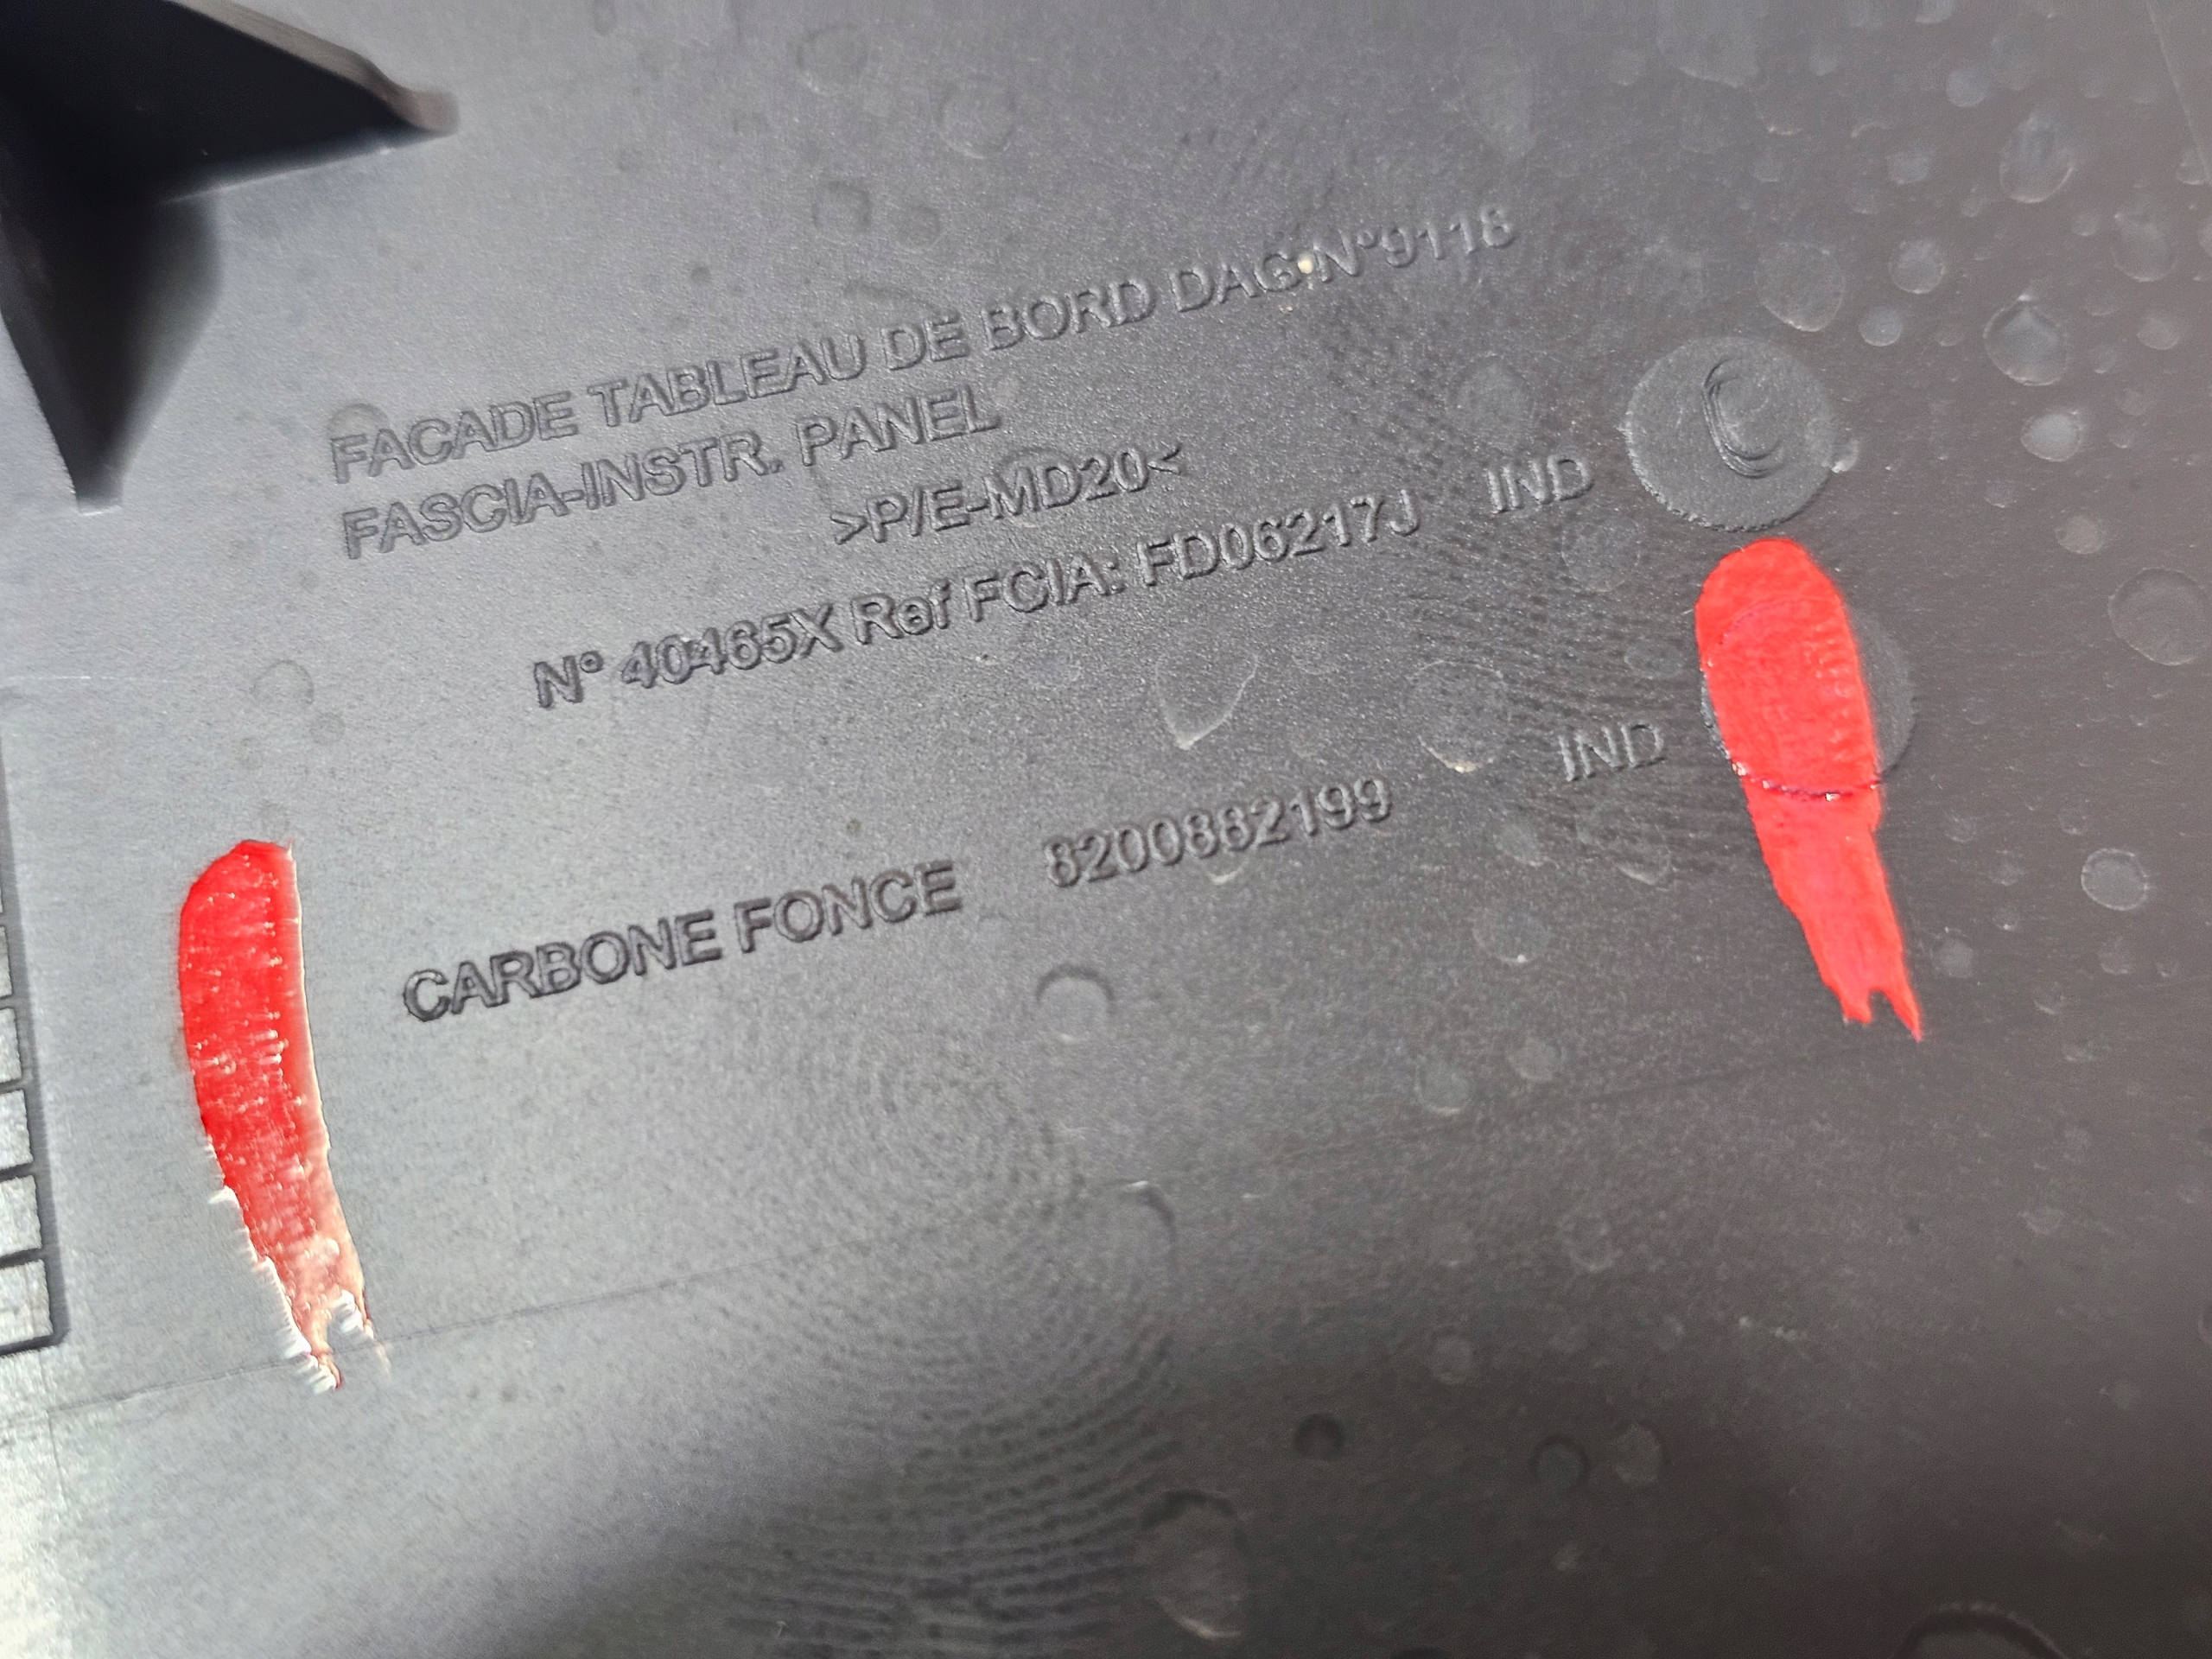 FACADE TABLEAU DE BORD DAG N°9118
FASCIA-INSTR. PANEL
>P/E-MD20<
N° 40465X Ref FCIA: FD06217J IND C
CARBONE FONCE 8200882199 IND